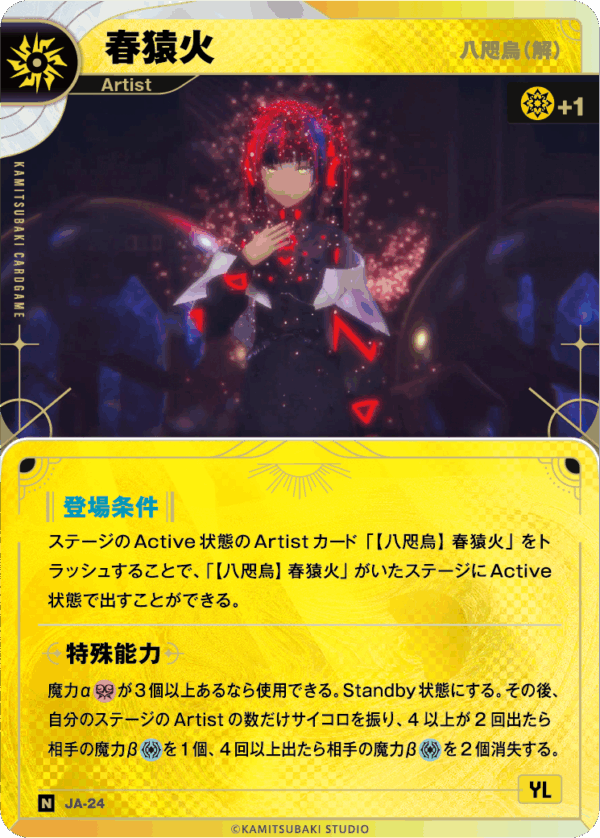 春猿火
八咫烏(解)
Artist
+1
KAMITSUBAKI CARDGAME
登場条件
ステージのActive状態のArtistカード「【八咫烏】春猿火」をト
ラッシュすることで、「【八咫烏】春猿火」がいたステージにActive
状態で出すことができる。
特殊能力
魔力αが3個以上あるなら使用できる。Standby状態にする。その後、
自分のステージのArtistの数だけサイコロを振り、4以上が2回出たら
相手の魔力βを1個、4回以上出たら相手の魔力βを2個消失する。
YL
N JA-24
©KAMITSUBAKI STUDIO